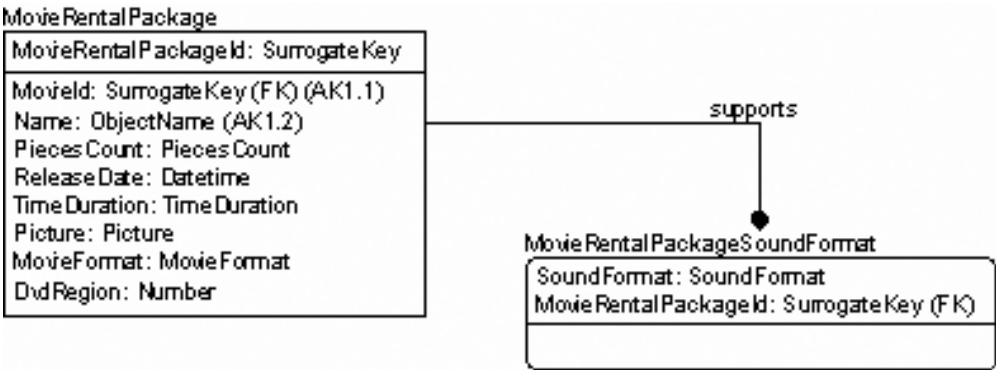 MovieRentalPackage
MovieRentalPackageId: SurrogateKey
MovieId: SurrogateKey (FK) (AK1.1)
Name: ObjectName (AK1.2)
PiecesCount: PiecesCount
ReleaseDate: Datetime
TimeDuration: TimeDuration
Picture: Picture
MovieFormat: MovieFormat
DvdRegion: Number
supports
MovieRentalPackageSoundFormat
SoundFormat: SoundFormat
MovieRentalPackageId: SurrogateKey (FK)